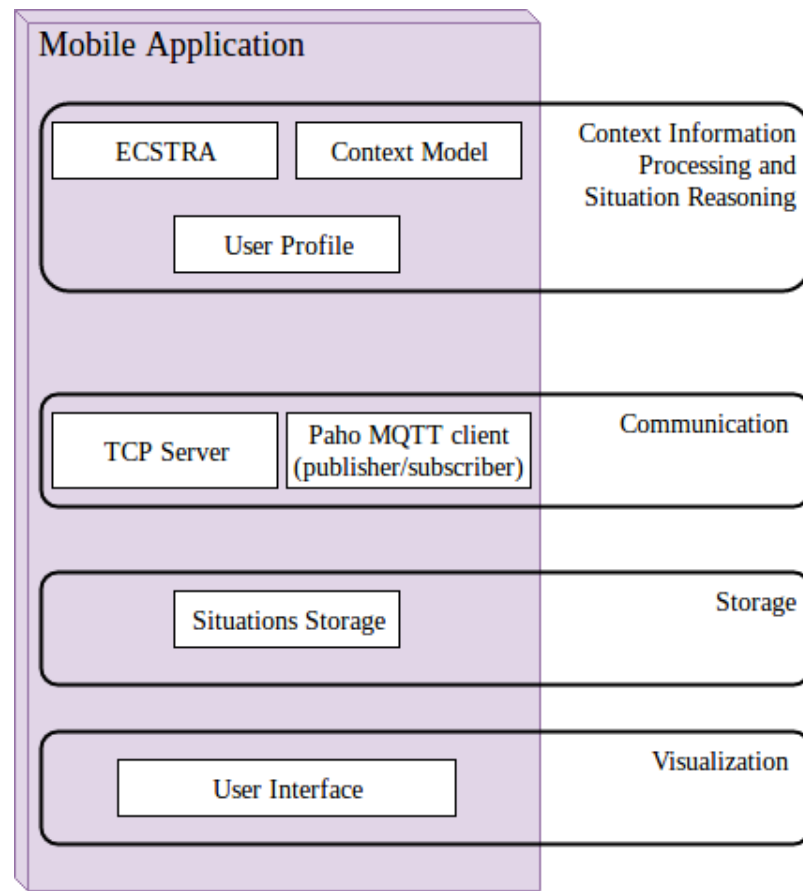 Mobile Application
ECSTRA
Context Model
User Profile
Context Information
Processing and
Situation Reasoning
TCP Server
Paho MQTT client
(publisher/subscriber)
Communication
Situations Storage
Storage
User Interface
Visualization